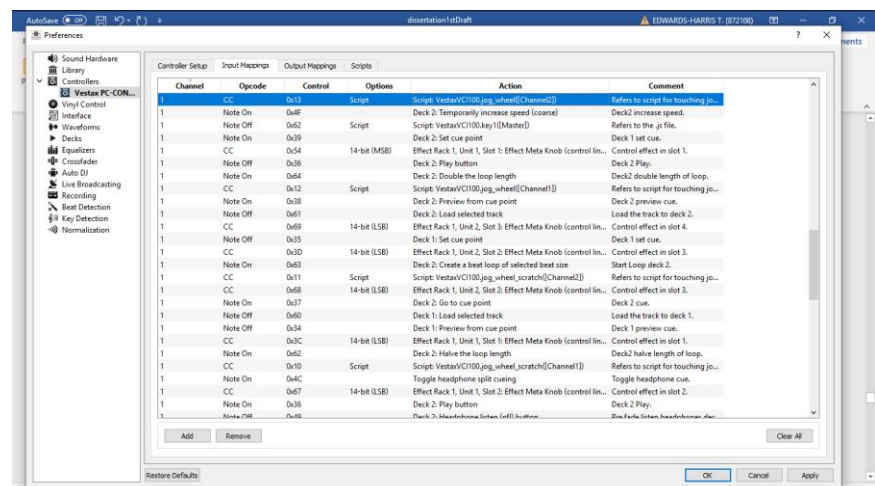 AutoSave Off dissertation1stDraft EDWARDS-HARRIS T. (872108)
Preferences ? ×
Sound Hardware
Library
Controllers
Vestax PC-CON...
Vinyl Control
Interface
Waveforms
Decks
Equalizers
Crossfader
Auto DJ
Live Broadcasting
Recording
Beat Detection
Key Detection
Normalization
Controller Setup Input Mappings Output Mappings Scripts
Channel Opcode Control Options Action Comment
1 CC 0x13 Script Script: VestaxVCI100.jog_wheel([Channel2]) Refers to script for touching jo...
1 Note On 0x4F Deck 2: Temporarily increase speed (coarse) Deck2 increase speed.
1 Note Off 0x62 Script Script: VestaxVCI100.key1([Master]) Refers to the .js file.
1 Note On 0x39 Deck 2: Set cue point Deck 2 set cue point.
1 CC 0x54 14-bit (MSB) Effect Rack 1, Unit 1, Slot 1: Effect Meta Knob (control lin... Control effect in slot 1.
1 Note Off 0x36 Deck 2: Play button Deck 2 Play.
1 Note On 0x64 Deck 2: Double the loop length Deck2 double length of loop.
1 CC 0x12 Script Script: VestaxVCI100.jog_wheel([Channel1]) Refers to script for touching jo...
1 Note On 0x38 Deck 2: Preview from cue point Deck 2 preview cue.
1 Note Off 0x61 Deck 2: Load selected track Load the track to deck 2.
1 CC 0x69 14-bit (LSB) Effect Rack 1, Unit 2, Slot 3: Effect Meta Knob (control lin... Control effect in slot 4.
1 Note Off 0x35 Deck 1: Set cue point Deck 1 set cue.
1 CC 0x3D 14-bit (LSB) Effect Rack 1, Unit 1, Slot 2: Effect Meta Knob (control lin... Control effect in slot 3.
1 Note On 0x63 Deck 2: Create a beat loop of selected beat size Start Loop deck 2.
1 CC 0x11 Script Script: VestaxVCI100.jog_wheel_scratch([Channel2]) Refers to script for touching jo...
1 CC 0x68 14-bit (LSB) Effect Rack 1, Unit 2, Slot 2: Effect Meta Knob (control lin... Control effect in slot 3.
1 Note On 0x37 Deck 2: Go to cue point Deck 2 cue.
1 Note Off 0x60 Deck 1: Load selected track Load the track to deck 1.
1 Note Off 0x34 Deck 1: Preview from cue point Deck 1 preview cue.
1 CC 0x3C 14-bit (LSB) Effect Rack 1, Unit 1, Slot 1: Effect Meta Knob (control lin... Control effect in slot 1.
1 Note On 0x62 Deck 2: Halve the loop length Deck2 halve length of loop.
1 CC 0x10 Script Script: VestaxVCI100.jog_wheel_scratch([Channel1]) Refers to script for touching jo...
1 Note On 0x4C Toggle headphone split cueing Toggle headphone cue.
1 CC 0x67 14-bit (LSB) Effect Rack 1, Unit 2, Slot 1: Effect Meta Knob (control lin... Control effect in slot 2.
1 Note On 0x36 Deck 2: Play button Deck 2 Play.
1 Note Off 0x49 Deck 2: Headphone listen (pfl) button Pre fade listen headphones dec...
Add Remove Clear All
Restore Defaults OK Cancel Apply